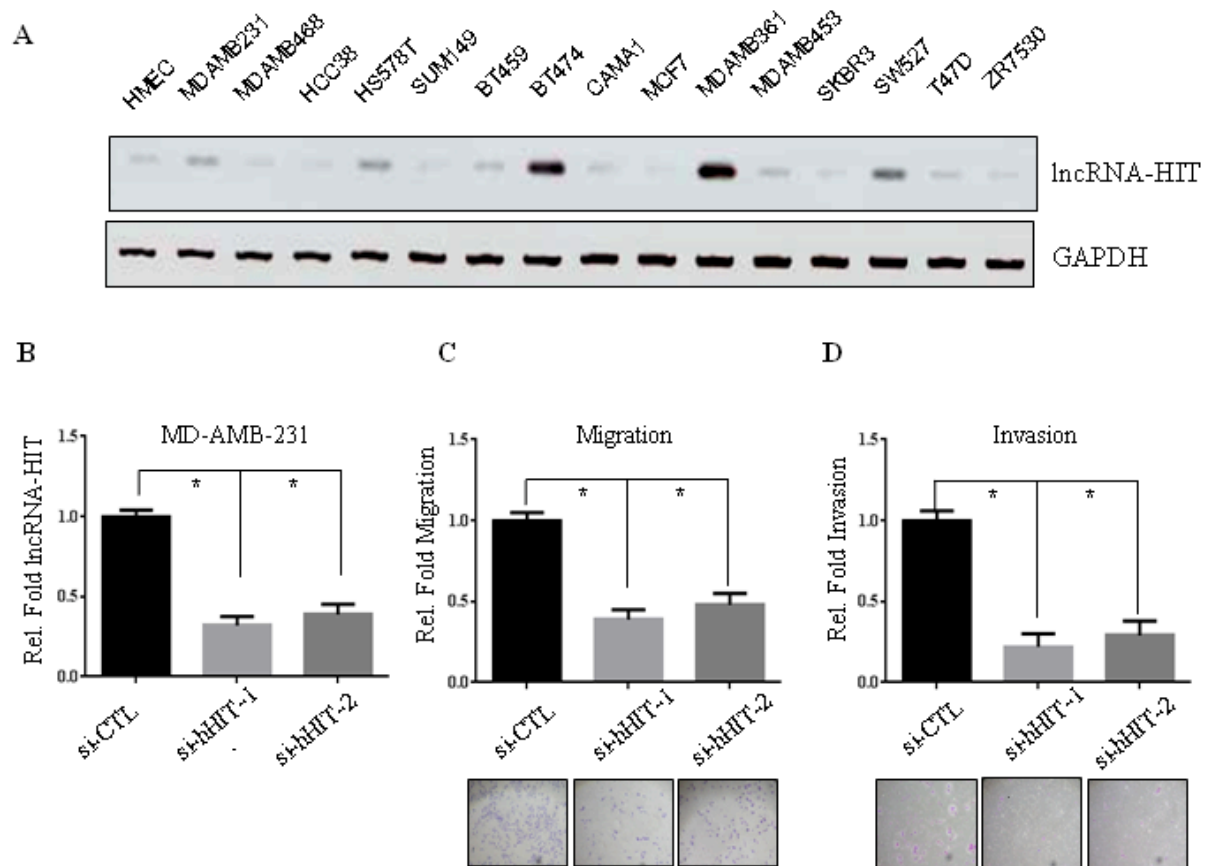 A
HMEC
MDAMB231
MDAMB468
HCC38
HS578T
SUM149
BT459
BT474
CAMA1
MCF7
MDAMB361
MDAMB453
SKBR3
SW527
T47D
ZR7530
lncRNA-HIT
GAPDH
B
MD-AMB-231
Rel. Fold lncRNA-HIT
1.5
1.0
0.5
0.0
* *
si-CTL
si-hHIT-1
si-hHIT-2
C
Migration
Rel. Fold Migration
1.5
1.0
0.5
0.0
* *
si-CTL
si-hHIT-1
si-hHIT-2
D
Invasion
Rel. Fold Invasion
1.5
1.0
0.5
0.0
* *
si-CTL
si-hHIT-1
si-hHIT-2